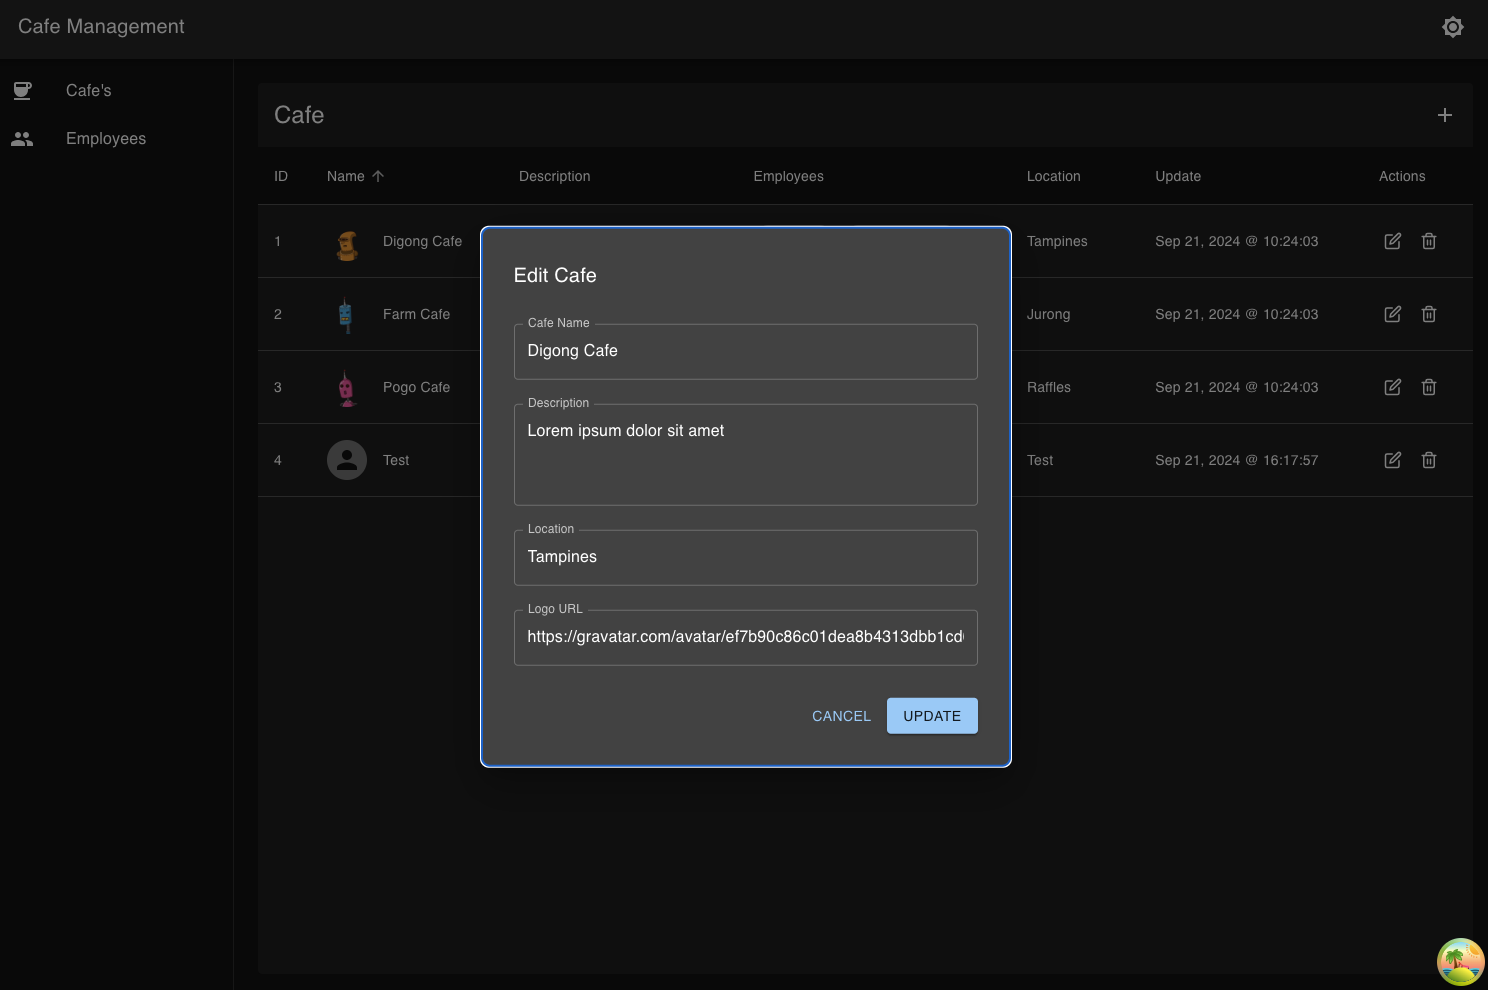 Cafe Management
Cafe's
Employees
Cafe
ID Name Description Employees Location Update Actions
1 Digong Cafe Tampines Sep 21, 2024 @ 10:24:03
2 Farm Cafe Jurong Sep 21, 2024 @ 10:24:03
3 Pogo Cafe Raffles Sep 21, 2024 @ 10:24:03
4 Test Test Sep 21, 2024 @ 16:17:57
Edit Cafe
Cafe Name
Digong Cafe
Description
Lorem ipsum dolor sit amet
Location
Tampines
Logo URL
https://gravatar.com/avatar/ef7b90c86c01dea8b4313dbb1cd
CANCEL UPDATE